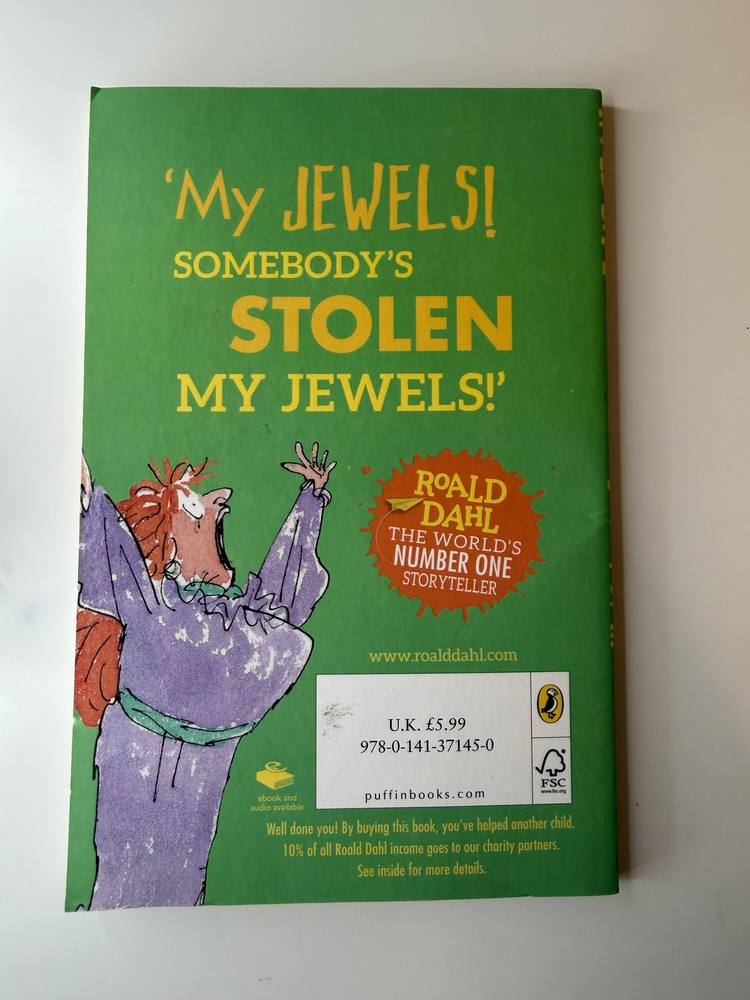 ‘My JEWELS!
SOMEBODY’S
STOLEN
MY JEWELS!’
ROALD
DAHL
THE WORLD’S
NUMBER ONE
STORYTELLER
www.roalddahl.com
U.K. £5.99
978-0-141-37145-0
puffinbooks.com
FSC
www.fsc.org
ebook and
audio available
Well done you! By buying this book, you’ve helped another child.
10% of all Roald Dahl income goes to our charity partners.
See inside for more details.